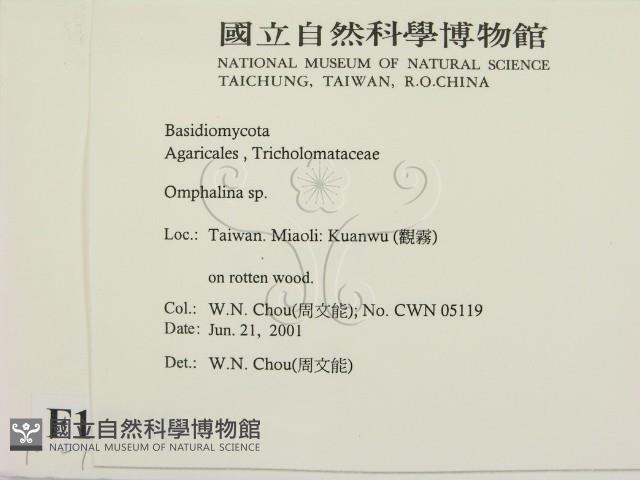 國立自然科學博物館
NATIONAL MUSEUM OF NATURAL SCIENCE
TAICHUNG, TAIWAN, R.O.CHINA
Basidiomycota
Agaricales , Tricholomataceae
Omphalina sp.
Loc.: Taiwan. Miaoli: Kuanwu (觀霧)
on rotten wood.
Col.: W.N. Chou(周文能); No. CWN 05119
Date: Jun. 21, 2001
Det.: W.N. Chou(周文能)
國立自然科學博物館
NATIONAL MUSEUM OF NATURAL SCIENCE